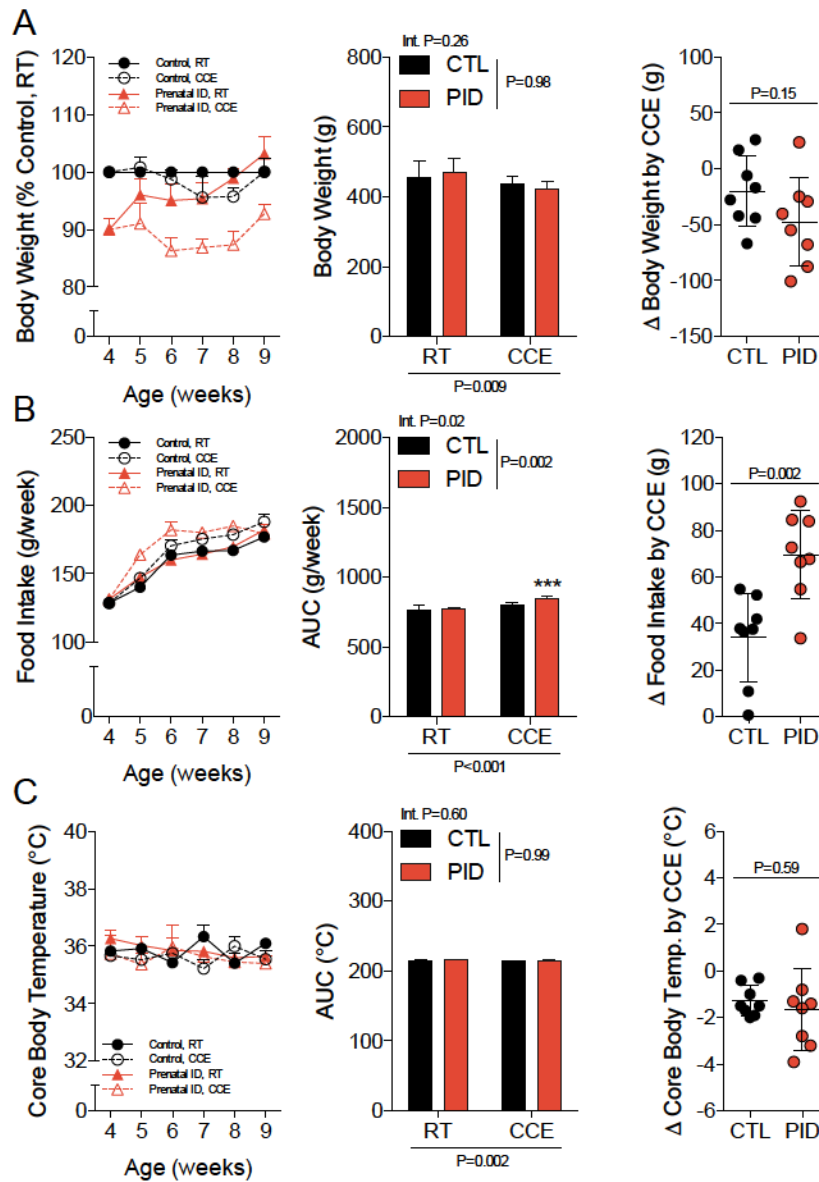 A
Body Weight (% Control, RT)
120
110
100
90
80
0
Control, RT
Control, CCE
Prenatal ID, RT
Prenatal ID, CCE
4 5 6 7 8 9
Age (weeks)
Int. P=0.26
CTL
PID
P=0.98
Body Weight (g)
800
600
400
200
0
RT CCE
P=0.009
Δ Body Weight by CCE (g)
100
50
0
-50
-100
-150
P=0.15
CTL PID
B
Food Intake (g/week)
250
200
150
100
0
Control, RT
Control, CCE
Prenatal ID, RT
Prenatal ID, CCE
4 5 6 7 8 9
Age (weeks)
Int. P=0.02
CTL
PID
P=0.002
AUC (g/week)
2000
1500
1000
500
0
***
RT CCE
P<0.001
Δ Food Intake by CCE (g)
120
100
80
60
40
20
0
P=0.002
CTL PID
C
Core Body Temperature (°C)
40
38
36
34
32
0
Control, RT
Control, CCE
Prenatal ID, RT
Prenatal ID, CCE
4 5 6 7 8 9
Age (weeks)
Int. P=0.60
CTL
PID
P=0.99
AUC (°C)
400
300
200
100
0
RT CCE
P=0.002
Δ Core Body Temp. by CCE (°C)
6
4
2
0
-2
-4
-6
P=0.59
CTL PID